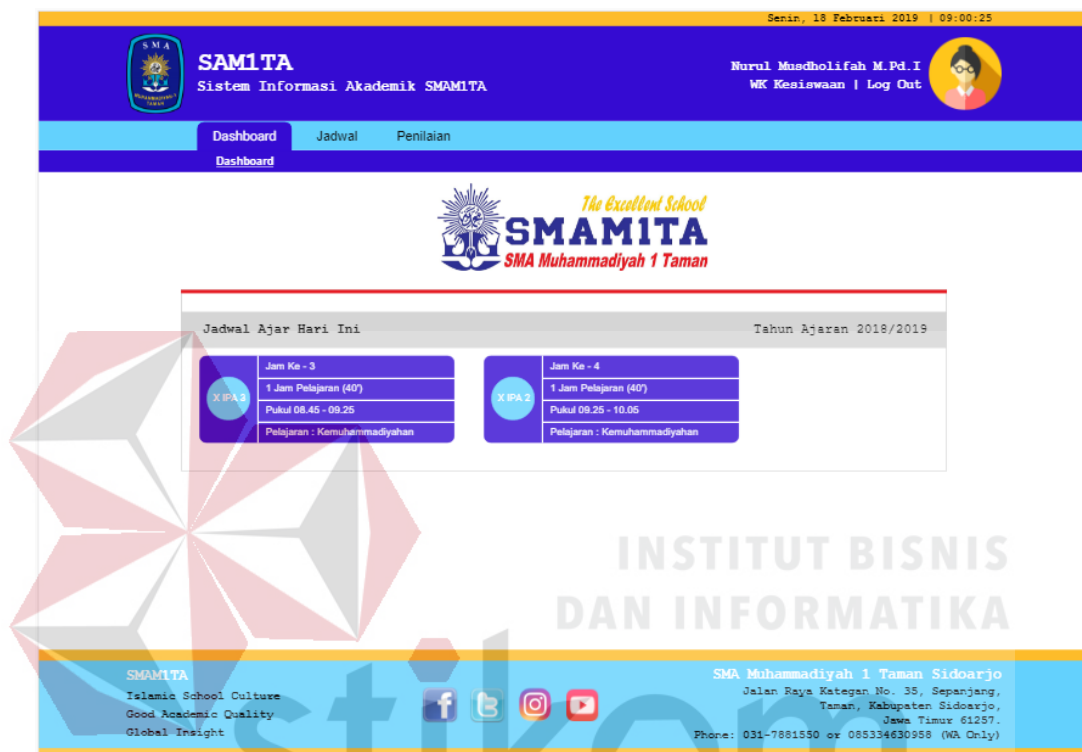 Senin, 18 Februari 2019 | 09:00:25
SMA
MUHAMMADIYAH-1
TAMAN
SAM1TA
Sistem Informasi Akademik SMAM1TA
Nurul Musdholifah M.Pd.I
WK Kesiswaan | Log Out
Dashboard Jadwal Penilaian
Dashboard
The Excellent School
SMAM1TA
SMA Muhammadiyah 1 Taman
Jadwal Ajar Hari Ini Tahun Ajaran 2018/2019
X IPA 3
Jam Ke - 3
1 Jam Pelajaran (40')
Pukul 08.45 - 09.25
Pelajaran : Kemuhammadiyahan
X IPA 2
Jam Ke - 4
1 Jam Pelajaran (40')
Pukul 09.25 - 10.05
Pelajaran : Kemuhammadiyahan
INSTITUT BISNIS
DAN INFORMATIKA
stikom
SMAM1TA
Islamic School Culture
Good Academic Quality
Global Insight
SMA Muhammadiyah 1 Taman Sidoarjo
Jalan Raya Kategan No. 35, Sepanjang,
Taman, Kabupaten Sidoarjo,
Jawa Timur 61257.
Phone: 031-7881550 or 085334630958 (WA Only)